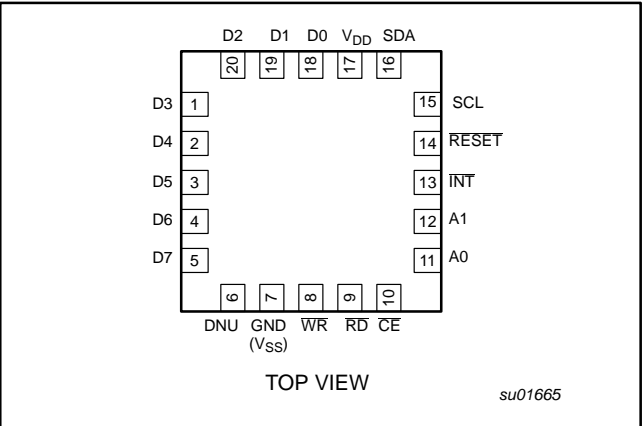 D2 D1 D0 VDD SDA
20 19 18 17 16
D3 1 15 SCL
D4 2 14 RESET
D5 3 13 INT
D6 4 12 A1
D7 5 11 A0
6 7 8 9 10
DNU GND WR RD CE
(VSS)
TOP VIEW
su01665